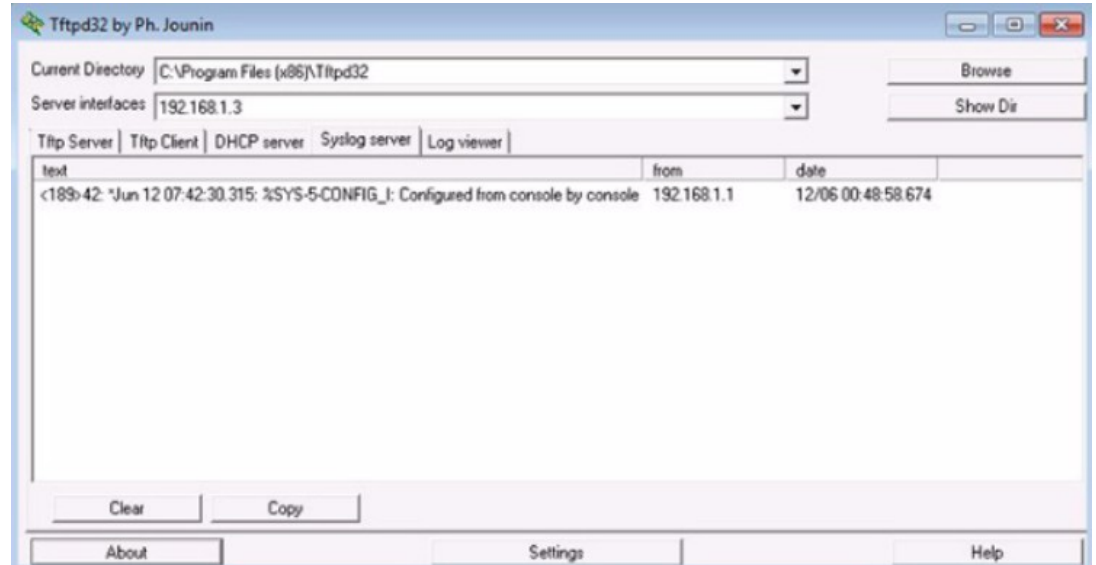 Tftpd32 by Ph. Jounin
Current Directory C:\Program Files (x86)\Tftpd32 Browse
Server interfaces 192.168.1.3 Show Dir
Tftp Server Tftp Client DHCP server Syslog server Log viewer
text from date
<189>42: *Jun 12 07:42:30.315: %SYS-5-CONFIG_I: Configured from console by console 192.168.1.1 12/06 00:48:58.674
Clear Copy
About Settings Help